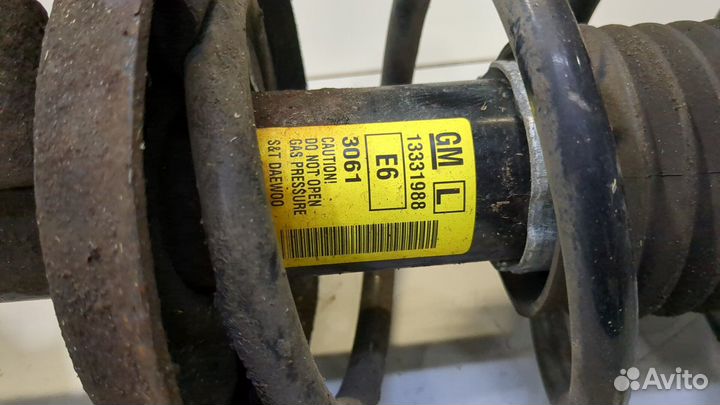 GM L
13331988
E6
3061
CAUTION!
DO NOT OPEN
GAS PRESSURE
S&T DAEWOO
Avito